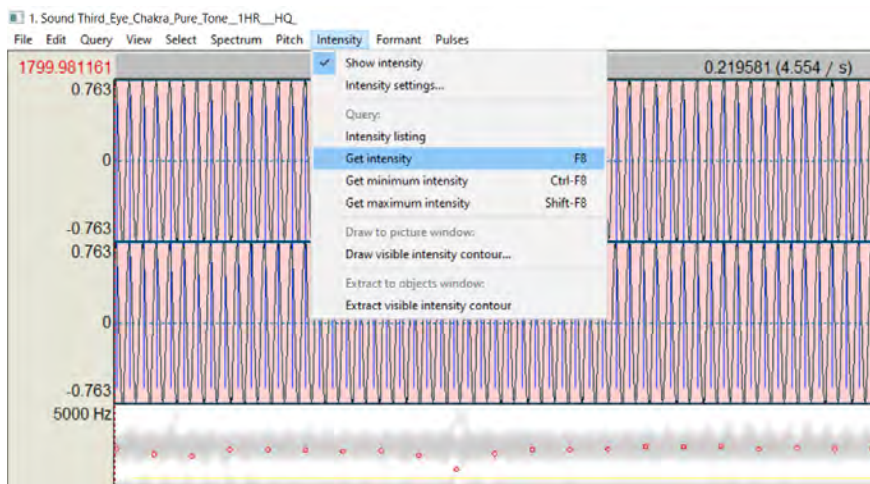 1. Sound Third_Eye_Chakra_Pure_Tone__1HR__HQ_
File Edit Query View Select Spectrum Pitch Intensity Formant Pulses
1799.981161
0.219581 (4.554 / s)
0.763
0
-0.763
0.763
0
-0.763
5000 Hz
Show intensity
Intensity settings...
Query:
Intensity listing
Get intensity F8
Get minimum intensity Ctrl-F8
Get maximum intensity Shift-F8
Draw to picture window:
Draw visible intensity contour...
Extract to objects window:
Extract visible intensity contour